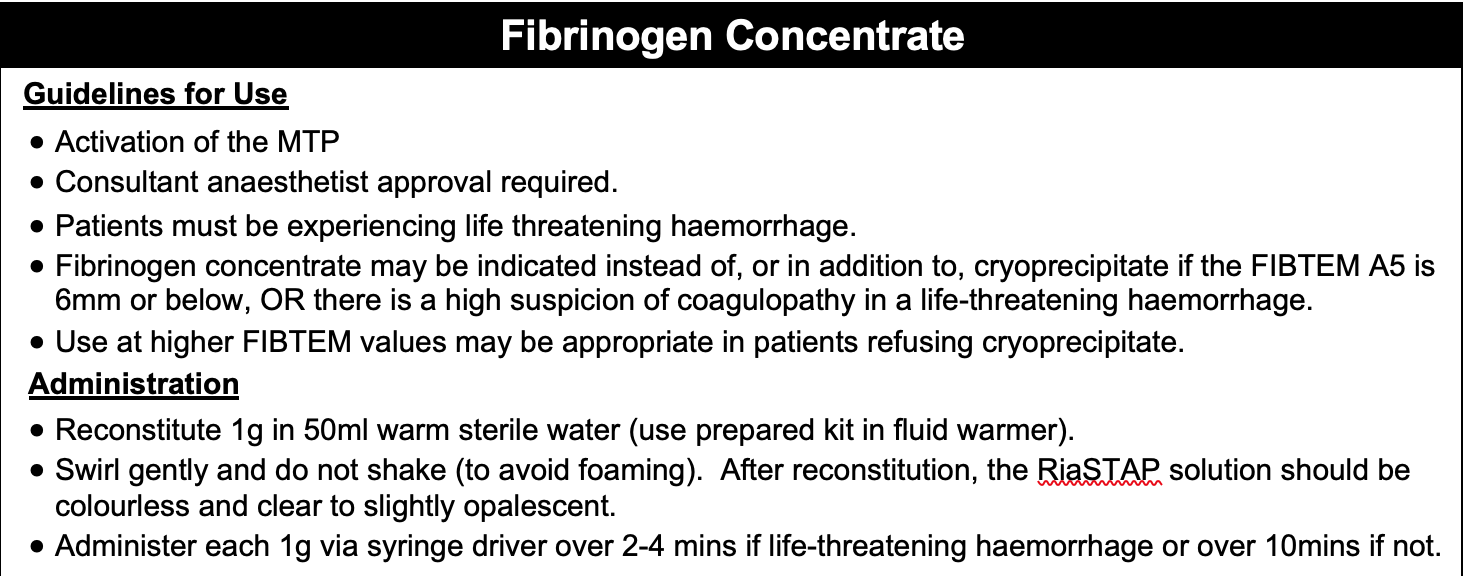 Fibrinogen Concentrate
Guidelines for Use
● Activation of the MTP
● Consultant anaesthetist approval required.
● Patients must be experiencing life threatening haemorrhage.
● Fibrinogen concentrate may be indicated instead of, or in addition to, cryoprecipitate if the FIBTEM A5 is
6mm or below, OR there is a high suspicion of coagulopathy in a life-threatening haemorrhage.
● Use at higher FIBTEM values may be appropriate in patients refusing cryoprecipitate.
Administration
● Reconstitute 1g in 50ml warm sterile water (use prepared kit in fluid warmer).
● Swirl gently and do not shake (to avoid foaming).  After reconstitution, the RiaSTAP solution should be
colourless and clear to slightly opalescent.
● Administer each 1g via syringe driver over 2-4 mins if life-threatening haemorrhage or over 10mins if not.